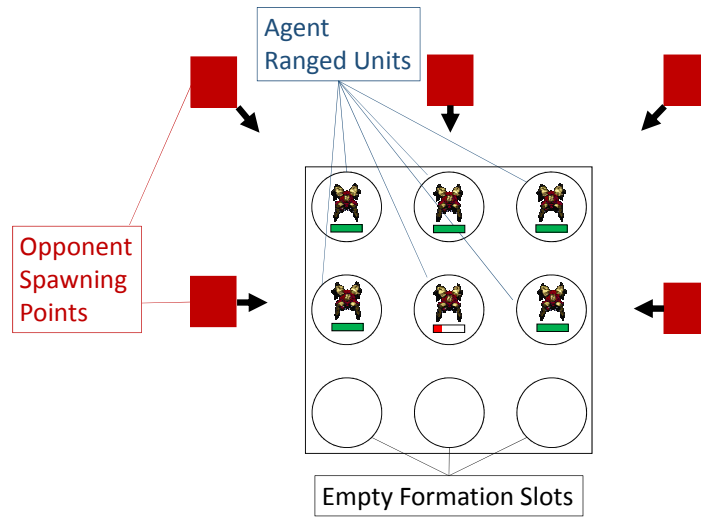 Agent
Ranged Units
Opponent
Spawning
Points
Empty Formation Slots